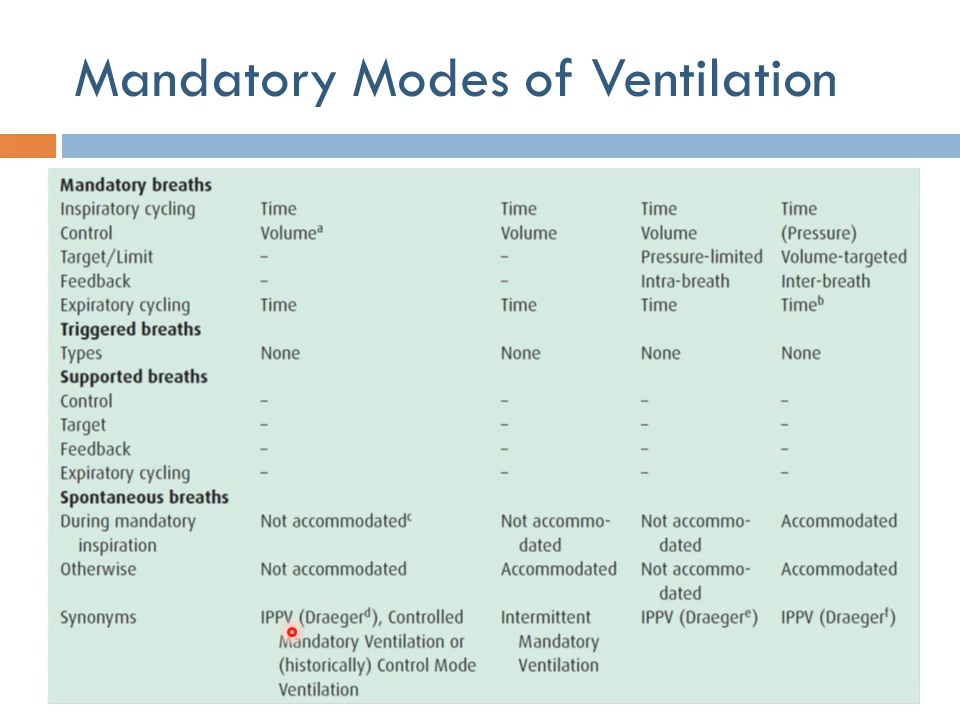 Mandatory Modes of Ventilation
Mandatory breaths
Inspiratory cycling Time Time Time Time
Control Volumeᵃ Volume Volume (Pressure)
Target/Limit – – Pressure-limited Volume-targeted
Feedback – – Intra-breath Inter-breath
Expiratory cycling Time Time Time Timeᵇ
Triggered breaths
Types None None None None
Supported breaths
Control – – – –
Target – – – –
Feedback – – – –
Expiratory cycling – – – –
Spontaneous breaths
During mandatory Not accommodatedᶜ Not accommo- Not accommo- Accommodated
inspiration dated dated
Otherwise Not accommodated Accommodated Not accommo- Accommodated
dated
Synonyms IPPV (Draegerᵈ), Controlled Intermittent IPPV (Draegerᵉ) IPPV (Draegerᶠ)
Mandatory Ventilation or Mandatory
(historically) Control Mode Ventilation
Ventilation